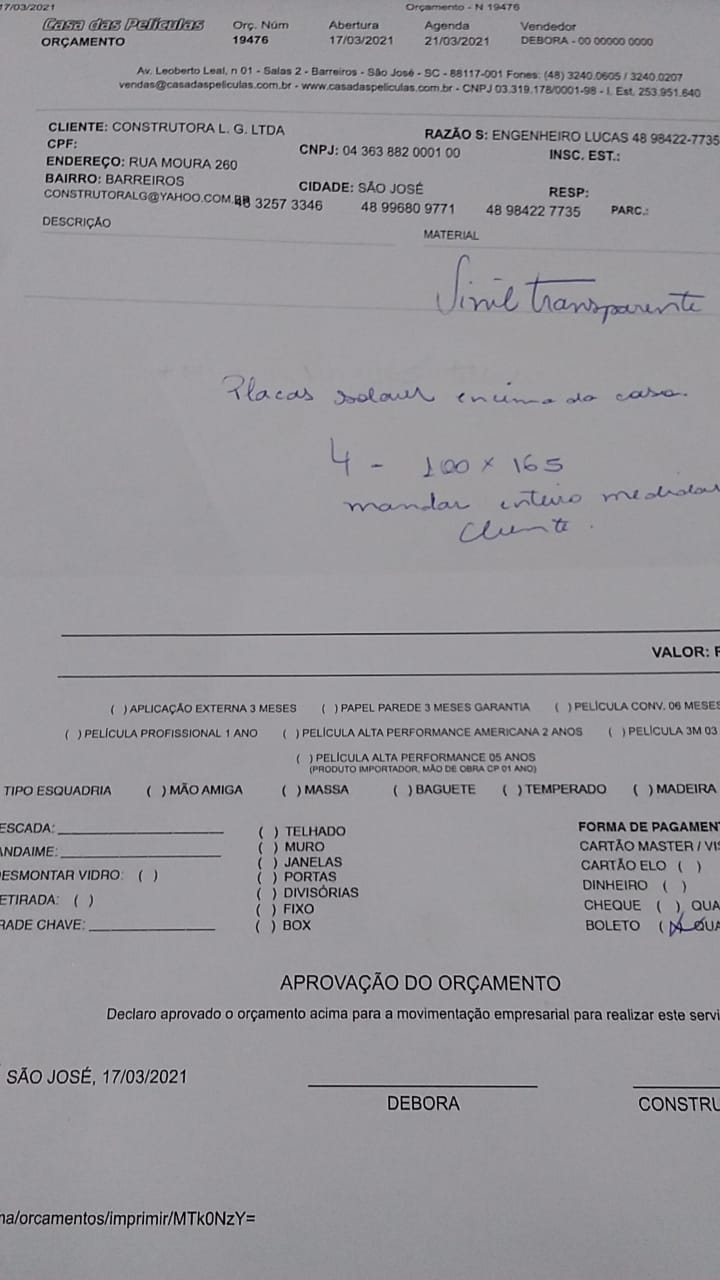 17/03/2021 Orçamento - N 19476
Casa das Películas Orç. Núm Abertura Agenda Vendedor
ORÇAMENTO 19476 17/03/2021 21/03/2021 DEBORA - 00 00000 0000
Av. Leoberto Leal, n 01 - Salas 2 - Barreiros - São José - SC - 88117-001 Fones: (48) 3240.0605 / 3240.0207
vendas@casadaspeliculas.com.br - www.casadaspeliculas.com.br - CNPJ 03.319.178/0001-98 - I. Est. 253.951.640
CLIENTE: CONSTRUTORA L. G. LTDA RAZÃO S: ENGENHEIRO LUCAS 48 98422-7735
CPF: CNPJ: 04 363 882 0001 00 INSC. EST.:
ENDEREÇO: RUA MOURA 260
BAIRRO: BARREIROS CIDADE: SÃO JOSÉ RESP:
CONSTRUTORALG@YAHOO.COM.BR 48 3257 3346 48 99680 9771 48 98422 7735 PARC.:
DESCRIÇÃO MATERIAL
Vinil transparente
Placas solares encima da casa.
4 - 100 x 165
mandar inteiro medidas
Cliente.
VALOR: R
( ) APLICAÇÃO EXTERNA 3 MESES ( ) PAPEL PAREDE 3 MESES GARANTIA ( ) PELÍCULA CONV. 06 MESES
( ) PELÍCULA PROFISSIONAL 1 ANO ( ) PELÍCULA ALTA PERFORMANCE AMERICANA 2 ANOS ( ) PELÍCULA 3M 03
( ) PELÍCULA ALTA PERFORMANCE 05 ANOS
(PRODUTO IMPORTADOR, MÃO DE OBRA CP 01 ANO)
TIPO ESQUADRIA ( ) MÃO AMIGA ( ) MASSA ( ) BAGUETE ( ) TEMPERADO ( ) MADEIRA
ESCADA: ( ) TELHADO FORMA DE PAGAMENT
ANDAIME: ( ) MURO CARTÃO MASTER / VIS
( ) JANELAS CARTÃO ELO ( )
DESMONTAR VIDRO: ( ) ( ) PORTAS DINHEIRO ( )
RETIRADA: ( ) ( ) DIVISÓRIAS CHEQUE ( ) QUA
( ) FIXO
RADE CHAVE: ( ) BOX BOLETO (X) QUA
APROVAÇÃO DO ORÇAMENTO
Declaro aprovado o orçamento acima para a movimentação empresarial para realizar este servi
SÃO JOSÉ, 17/03/2021
DEBORA CONSTRU
na/orcamentos/imprimir/MTk0NzY=